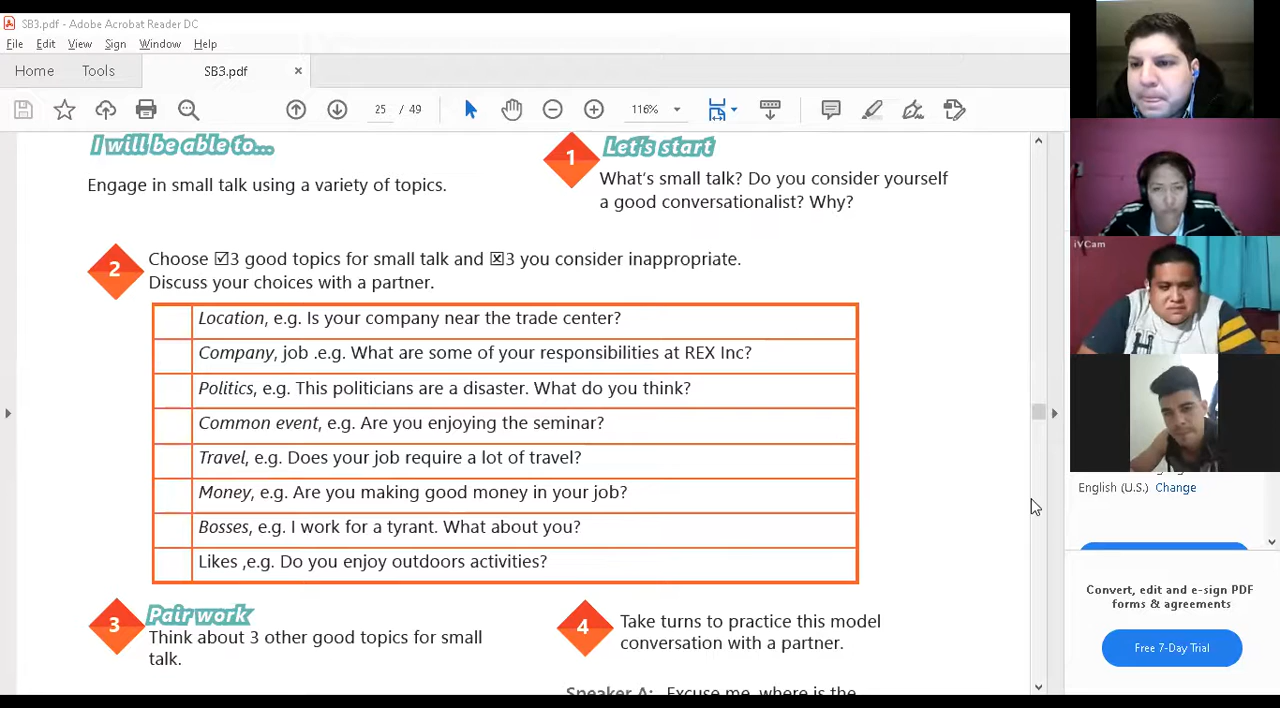 SB3.pdf - Adobe Acrobat Reader DC
File Edit View Sign Window Help
Home Tools SB3.pdf ×
25 / 49 116%
I will be able to...
Engage in small talk using a variety of topics.
1 Let's start
What's small talk? Do you consider yourself
a good conversationalist? Why?
2 Choose ☑3 good topics for small talk and ☒3 you consider inappropriate.
Discuss your choices with a partner.
Location, e.g. Is your company near the trade center?
Company, job .e.g. What are some of your responsibilities at REX Inc?
Politics, e.g. This politicians are a disaster. What do you think?
Common event, e.g. Are you enjoying the seminar?
Travel, e.g. Does your job require a lot of travel?
Money, e.g. Are you making good money in your job?
Bosses, e.g. I work for a tyrant. What about you?
Likes ,e.g. Do you enjoy outdoors activities?
3 Pair work
Think about 3 other good topics for small
talk.
4 Take turns to practice this model
conversation with a partner.
Speaker A: Excuse me, where is the
iVCam
English (U.S.) Change
Convert, edit and e-sign PDF
forms & agreements
Free 7-Day Trial